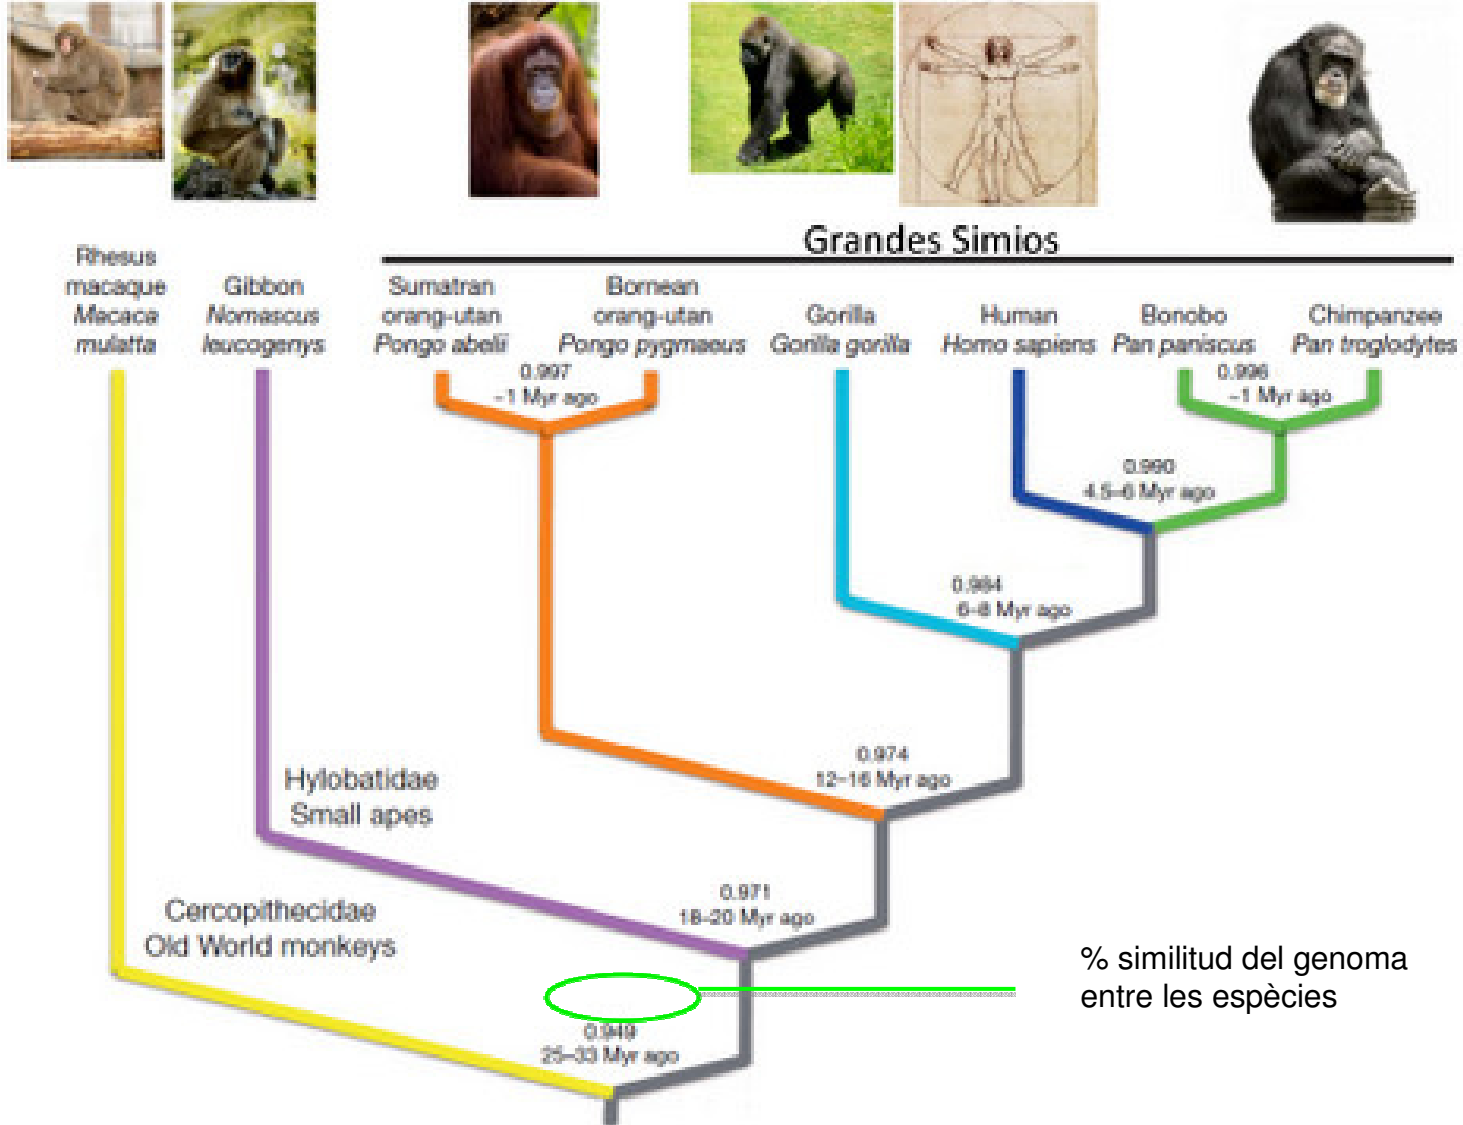 Grandes Simios
Rhesus
macaque
Macaca
mulatta
Gibbon
Nomascus
leucogenys
Sumatran
orang-utan
Pongo abelii
Bornean
orang-utan
Pongo pygmaeus
Gorilla
Gorilla gorilla
Human
Homo sapiens
Bonobo
Pan paniscus
Chimpanzee
Pan troglodytes
0.997
~1 Myr ago
0.996
~1 Myr ago
0.990
4.5–6 Myr ago
0.984
6–8 Myr ago
0.974
12–16 Myr ago
Hylobatidae
Small apes
0.971
18–20 Myr ago
Cercopithecidae
Old World monkeys
% similitud del genoma
entre les espècies
0.949
25–33 Myr ago